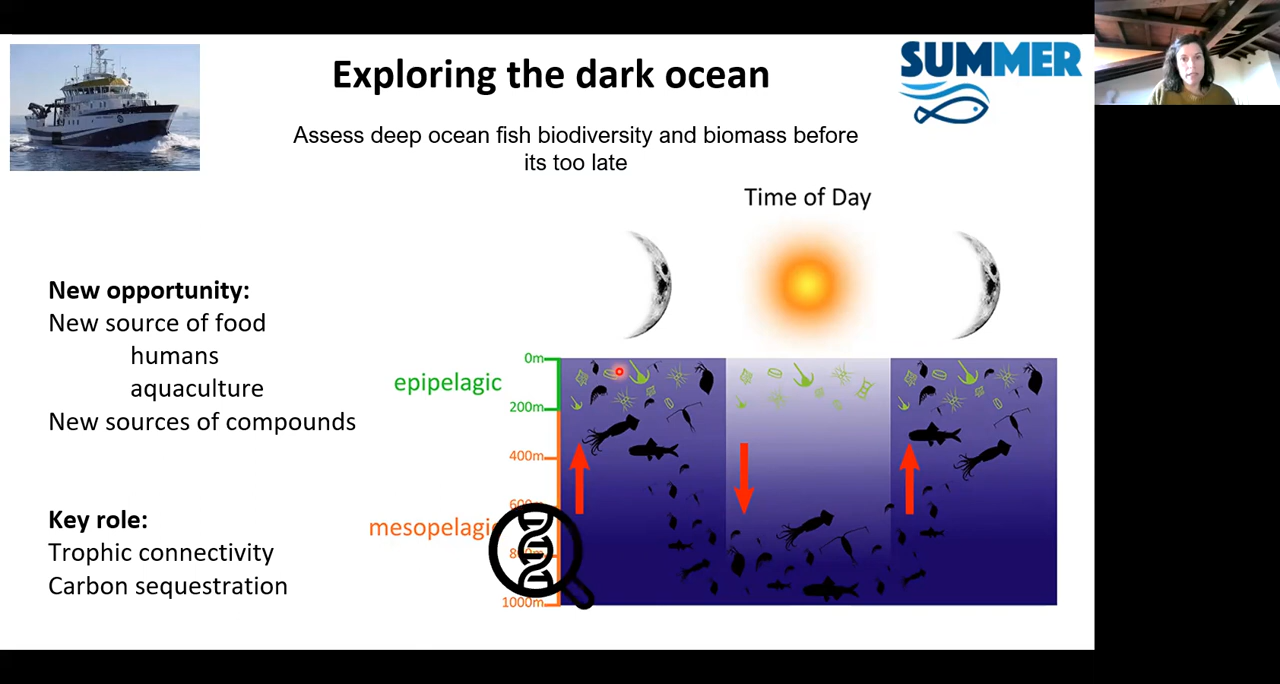 Exploring the dark ocean
SUMMER
Assess deep ocean fish biodiversity and biomass before
its too late
Time of Day
New opportunity:
New source of food
humans
aquaculture
New sources of compounds
Key role:
Trophic connectivity
Carbon sequestration
epipelagic
mesopelagic
0m
200m
400m
600m
800m
1000m